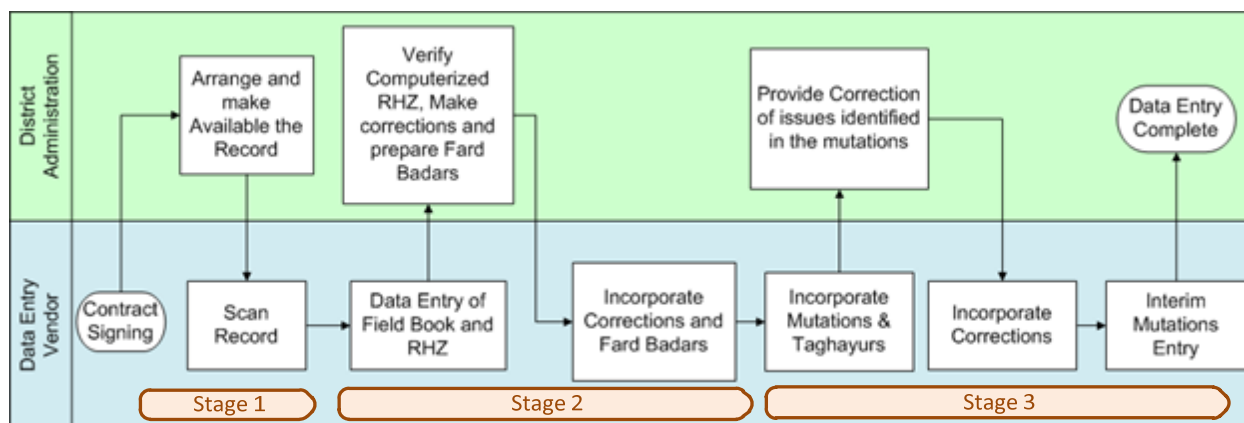 District
Administration
Arrange and
make
Available the
Record
Verify
Computerized
RHZ, Make
corrections and
prepare Fard
Badars
Provide Correction
of issues identified
in the mutations
Data Entry
Complete
Data Entry
Vendor
Contract
Signing
Scan
Record
Data Entry of
Field Book and
RHZ
Incorporate
Corrections and
Fard Badars
Incorporate
Mutations &
Taghayurs
Incorporate
Corrections
Interim
Mutations
Entry
Stage 1
Stage 2
Stage 3